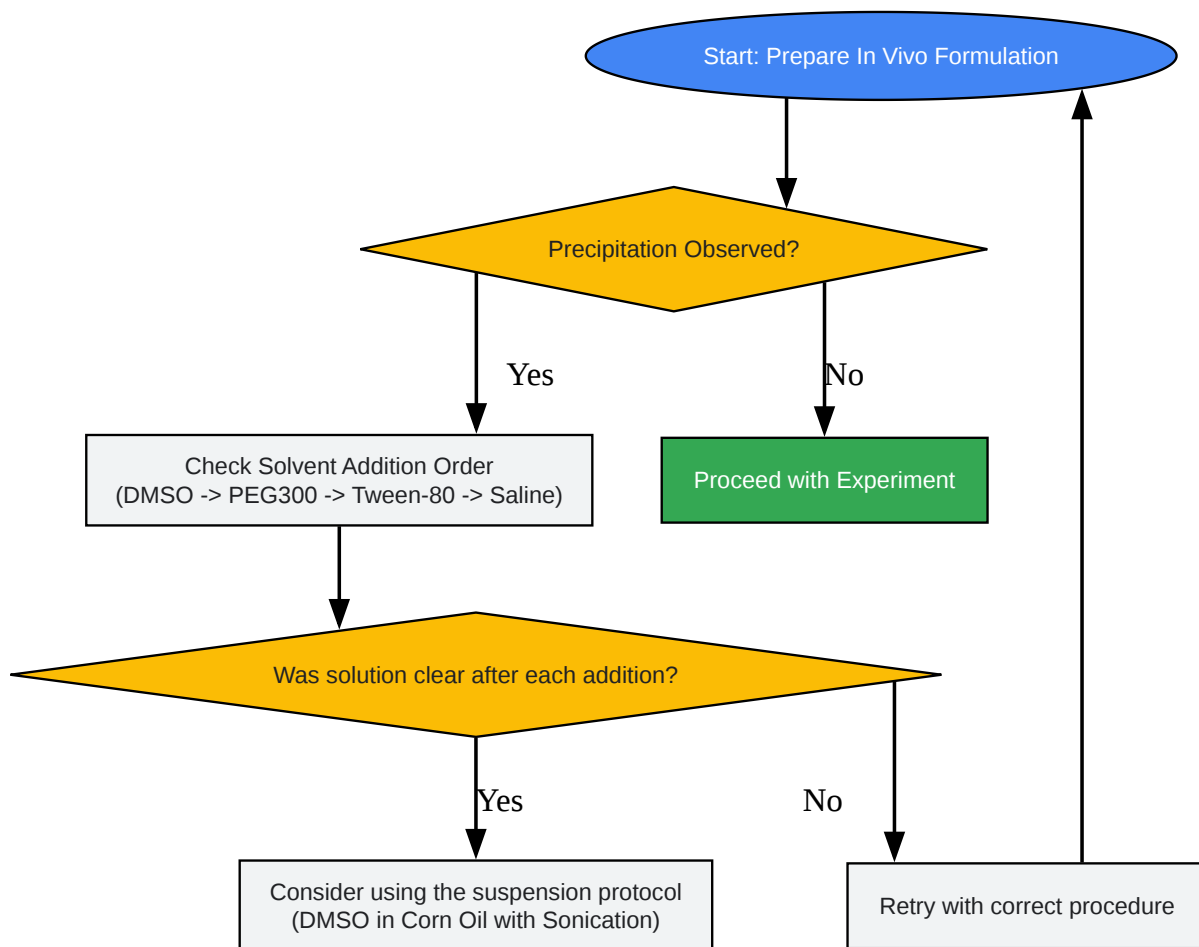 Start: Prepare In Vivo Formulation
Precipitation Observed?
Yes
No
Check Solvent Addition Order
(DMSO -> PEG300 -> Tween-80 -> Saline)
Proceed with Experiment
Was solution clear after each addition?
Yes
No
Consider using the suspension protocol
(DMSO in Corn Oil with Sonication)
Retry with correct procedure